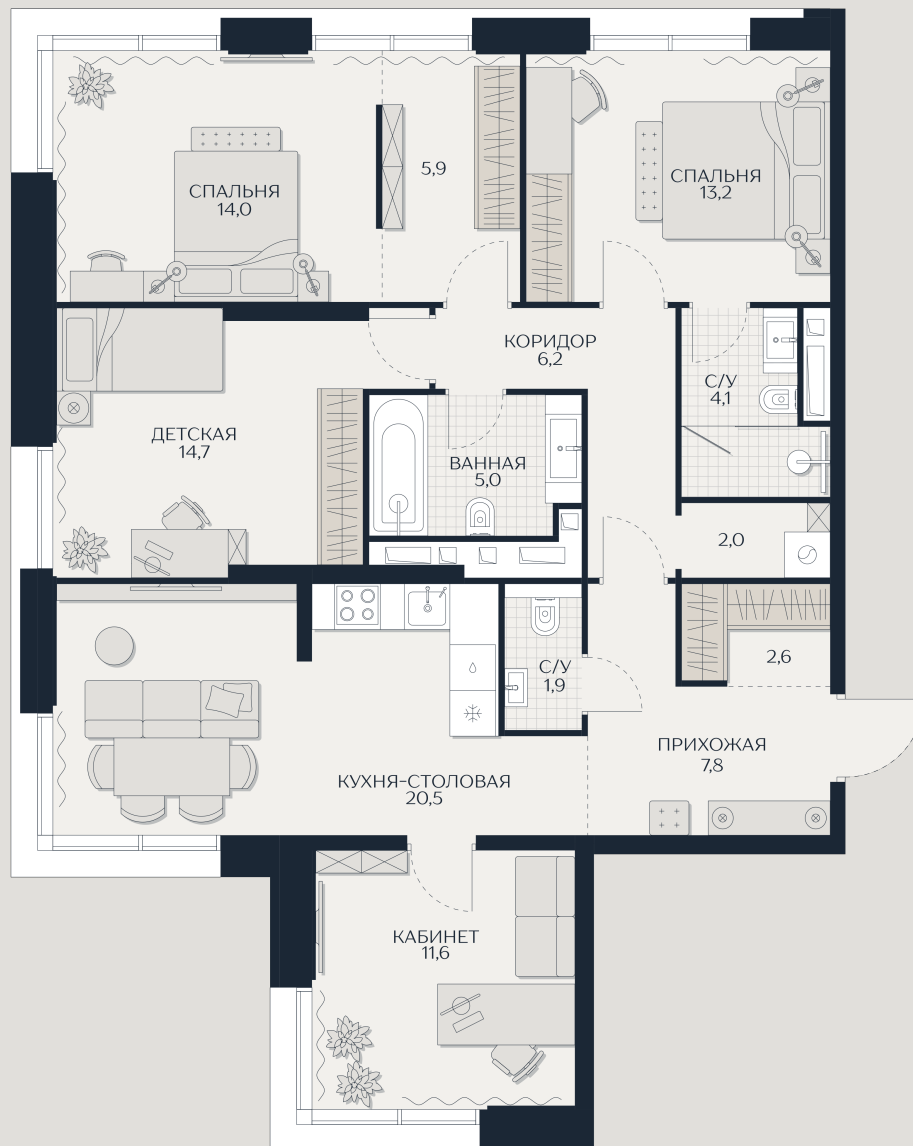 СПАЛЬНЯ
14,0
5,9
СПАЛЬНЯ
13,2
КОРИДОР
6,2
С/У
4,1
ДЕТСКАЯ
14,7
ВАННАЯ
5,0
2,0
С/У
1,9
2,6
ПРИХОЖАЯ
7,8
КУХНЯ-СТОЛОВАЯ
20,5
КАБИНЕТ
11,6